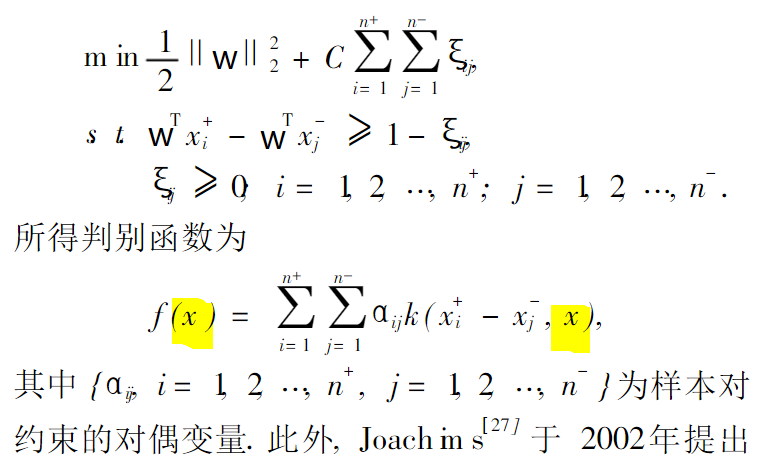 min 1/2 ||w||₂² + C ∑_{i=1}^{n+} ∑_{j=1}^{n−} ξ_{ij},
s.t. w^T x_i^+ − w^T x_j^− ⩾ 1 − ξ_{ij},
ξ_{ij} ⩾ 0; i = 1, 2, …, n^+; j = 1, 2, …, n^−.
所得判别函数为
f(x) = ∑_{i=1}^{n+} ∑_{j=1}^{n−} α_{ij} k(x_i^+ − x_j^−, x),
其中 {α_{ij}, i = 1, 2, …, n^+, j = 1, 2, …, n^−}为样本对
约束的对偶变量. 此外, Joachims^[27] 于 2002年提出